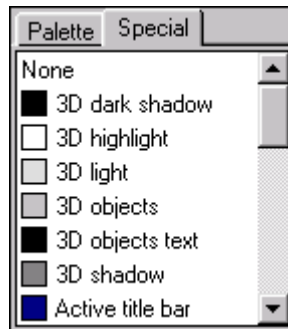 Palette Special
None
3D dark shadow
3D highlight
3D light
3D objects
3D objects text
3D shadow
Active title bar